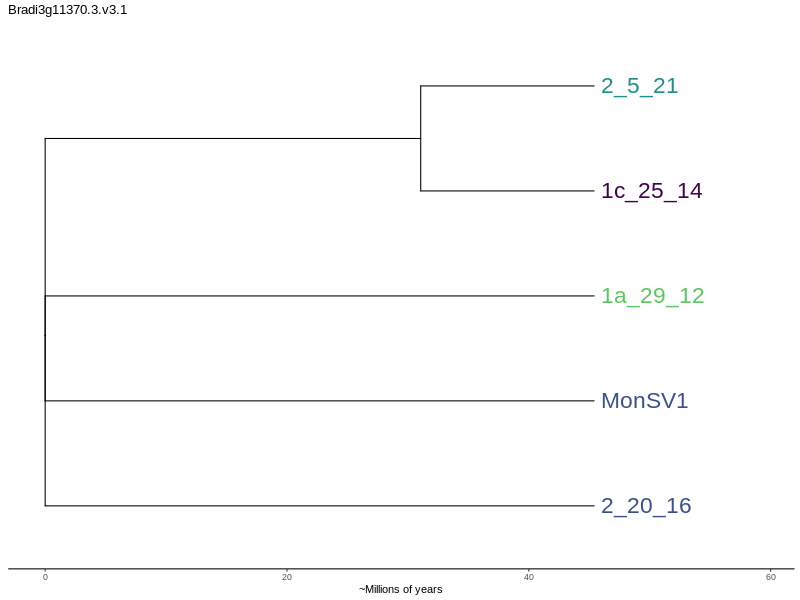 Bradi3g11370.3.v3.1
2_5_21
1c_25_14
1a_29_12
MonSV1
2_20_16
0 20 40 60
~Millions of years